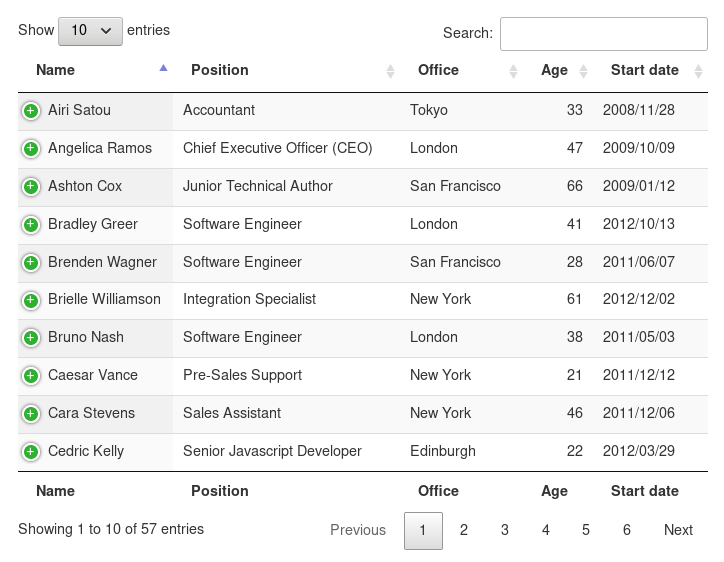 Show 10 entries Search:
Name Position Office Age Start date
Airi Satou Accountant Tokyo 33 2008/11/28
Angelica Ramos Chief Executive Officer (CEO) London 47 2009/10/09
Ashton Cox Junior Technical Author San Francisco 66 2009/01/12
Bradley Greer Software Engineer London 41 2012/10/13
Brenden Wagner Software Engineer San Francisco 28 2011/06/07
Brielle Williamson Integration Specialist New York 61 2012/12/02
Bruno Nash Software Engineer London 38 2011/05/03
Caesar Vance Pre-Sales Support New York 21 2011/12/12
Cara Stevens Sales Assistant New York 46 2011/12/06
Cedric Kelly Senior Javascript Developer Edinburgh 22 2012/03/29
Name Position Office Age Start date
Showing 1 to 10 of 57 entries Previous 1 2 3 4 5 6 Next